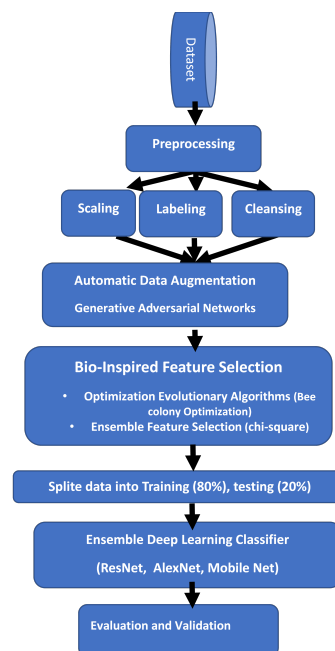 Dataset
Preprocessing
Scaling
Labeling
Cleansing
Automatic Data Augmentation
Generative Adversarial Networks
Bio-Inspired Feature Selection
• Optimization Evolutionary Algorithms (Bee
colony Optimization)
• Ensemble Feature Selection (chi-square)
Splite data into Training (80%), testing (20%)
Ensemble Deep Learning Classifier
(ResNet, AlexNet, Mobile Net)
Evaluation and Validation